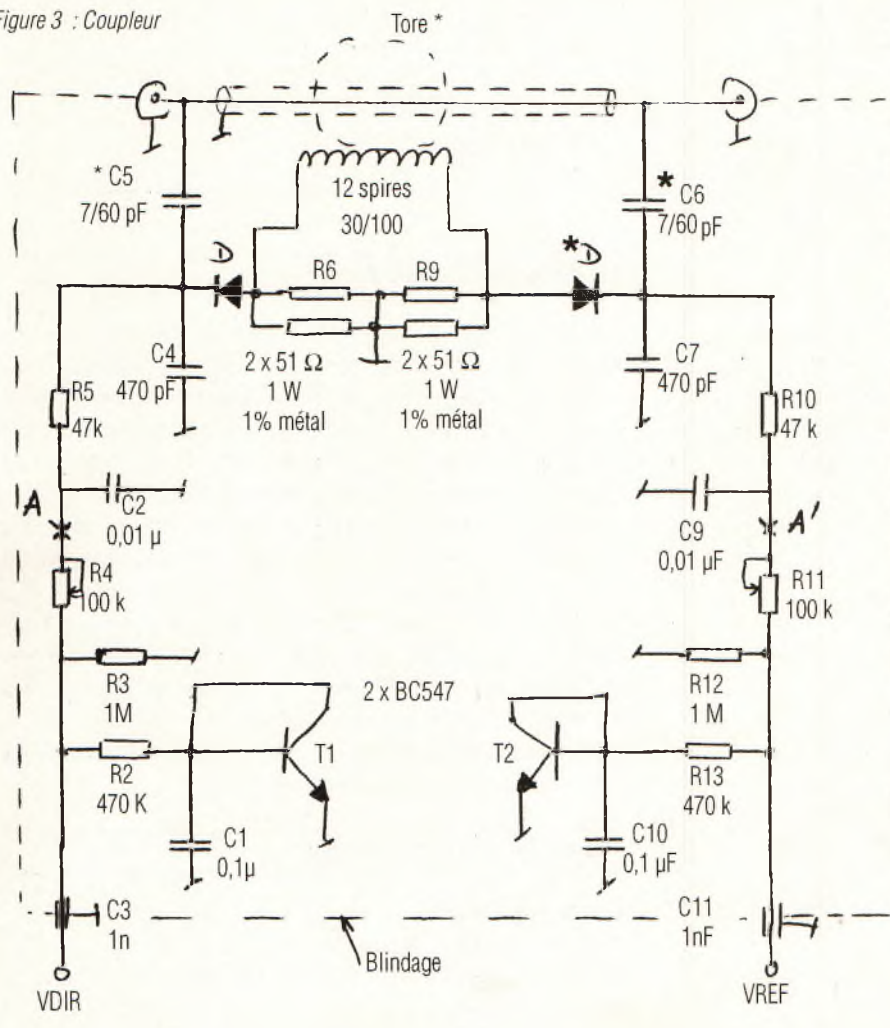 Figure 3 : Coupleur
Tore *
* C5
7/60 pF
12 spires
30/100
* C6
7/60 pF
D
* D
R6
R9
C4
470 pF
2 x 51 Ω
1 W
1% métal
2 x 51 Ω
1 W
1% métal
C7
470 pF
R5
47k
R10
47 k
A
C2
0,01 µ
C9
0,01 µF
A'
R4
100 k
R11
100 k
R3
1M
2 x BC547
R12
1 M
R2
470 K
T1
T2
R13
470 k
C1
0,1µ
C10
0,1 µF
C3
1n
C11
1nF
Blindage
VDIR
VREF